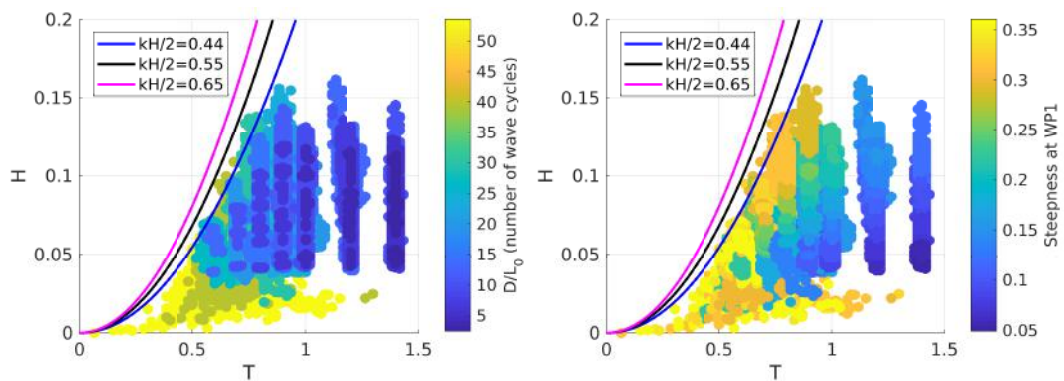 0.2
0.15
0.1
0.05
0
H
kH/2=0.44
kH/2=0.55
kH/2=0.65
0
0.5
1
1.5
T
50
45
40
35
30
25
20
15
10
5
D/L₀ (number of wave cycles)
0.2
0.15
0.1
0.05
0
H
kH/2=0.44
kH/2=0.55
kH/2=0.65
0
0.5
1
1.5
T
0.35
0.3
0.25
0.2
0.15
0.1
0.05
Steepness at WP1